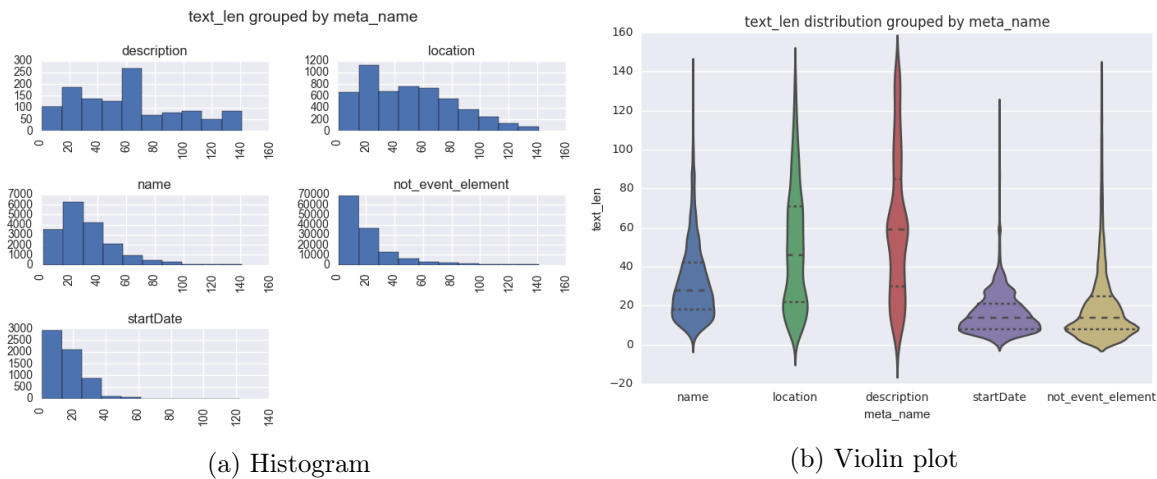 text_len grouped by meta_name
description
300
250
200
150
100
50
0
0 20 40 60 80 100 120 140 160
location
1200
1000
800
600
400
200
0
0 20 40 60 80 100 120 140 160
name
7000
6000
5000
4000
3000
2000
1000
0
0 20 40 60 80 100 120 140 160
not_event_element
70000
60000
50000
40000
30000
20000
10000
0
0 20 40 60 80 100 120 140 160
startDate
3000
2500
2000
1500
1000
500
0
0 20 40 60 80 100 120 140
(a) Histogram
text_len distribution grouped by meta_name
160
140
120
100
80
60
40
20
0
−20
text_len
name location description startDate not_event_element
meta_name
(b) Violin plot